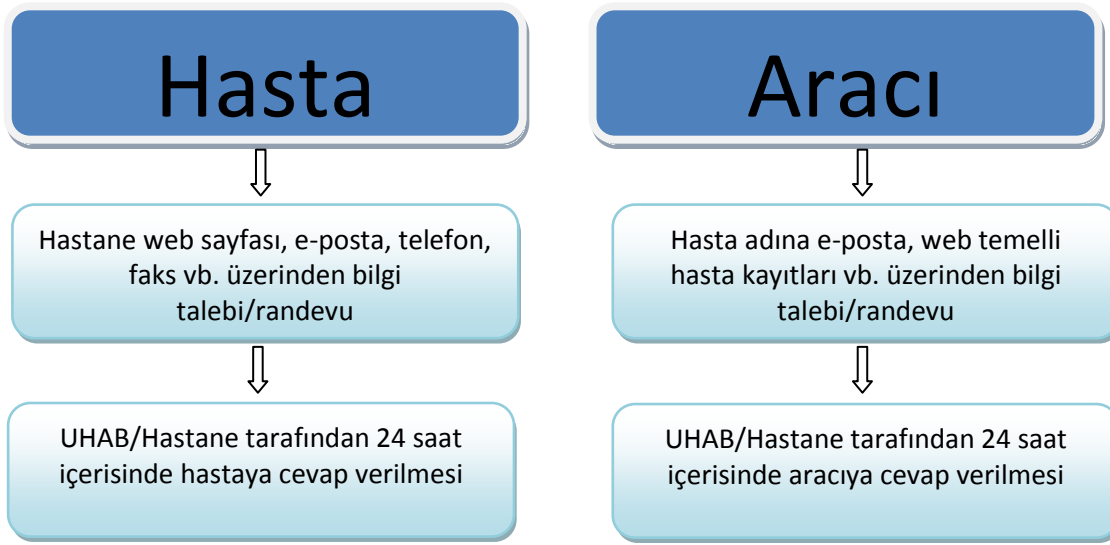 Hasta
Hastane web sayfası, e-posta, telefon,
faks vb. üzerinden bilgi
talebi/randevu
UHAB/Hastane tarafından 24 saat
içerisinde hastaya cevap verilmesi
Aracı
Hasta adına e-posta, web temelli
hasta kayıtları vb. üzerinden bilgi
talebi/randevu
UHAB/Hastane tarafından 24 saat
içerisinde aracıya cevap verilmesi